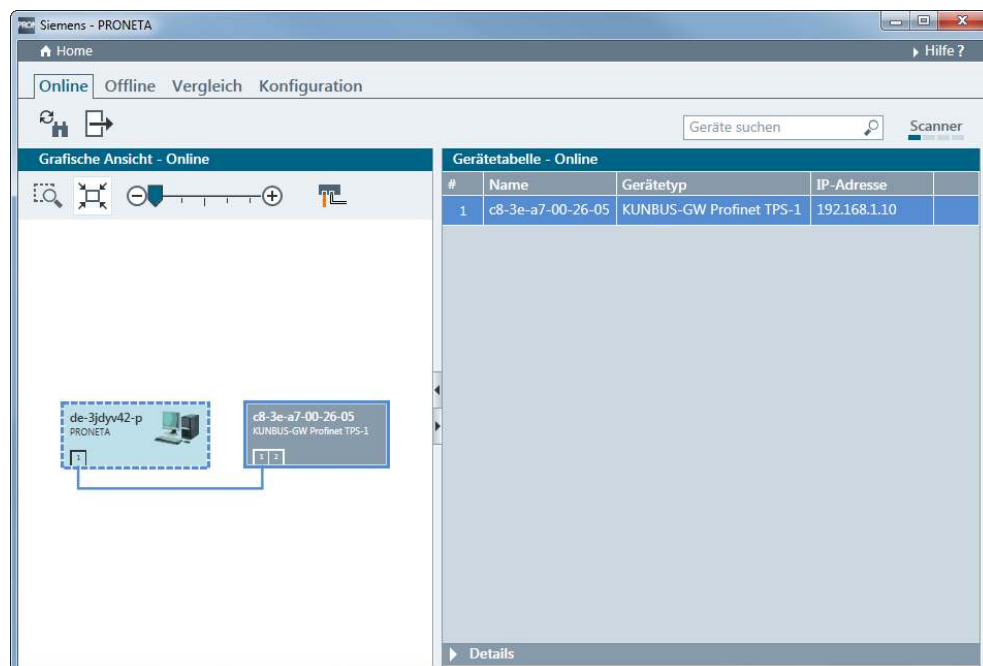 Siemens - PRONETA
Home
Hilfe ?
Online Offline Vergleich Konfiguration
Geräte suchen
Scanner
Grafische Ansicht - Online
Gerätetabelle - Online
# Name Gerätetyp IP-Adresse
1 c8-3e-a7-00-26-05 KUNBUS-GW Profinet TPS-1 192.168.1.10
de-3jdyv42-p
PRONETA
1
c8-3e-a7-00-26-05
KUNBUS-GW Profinet TPS-1
1 2
Details